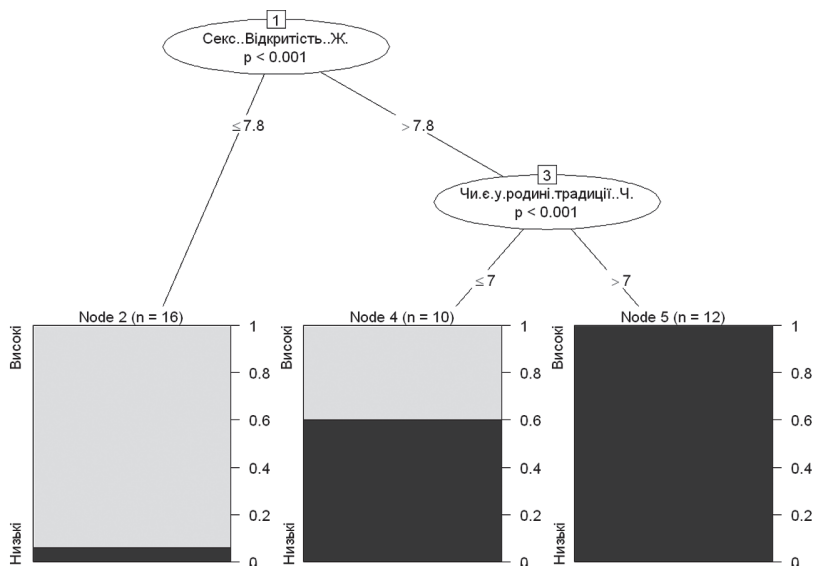 1
Секс..Відкритість..Ж.
p < 0.001
≤7.8
>7.8
3
Чи.є.у.родині.традиції..Ч.
p < 0.001
≤7
>7
Node 2 (n = 16)
Високі
Низькі
1
0.8
0.6
0.4
0.2
0
Node 4 (n = 10)
Високі
Низькі
1
0.8
0.6
0.4
0.2
0
Node 5 (n = 12)
Високі
Низькі
1
0.8
0.6
0.4
0.2
0